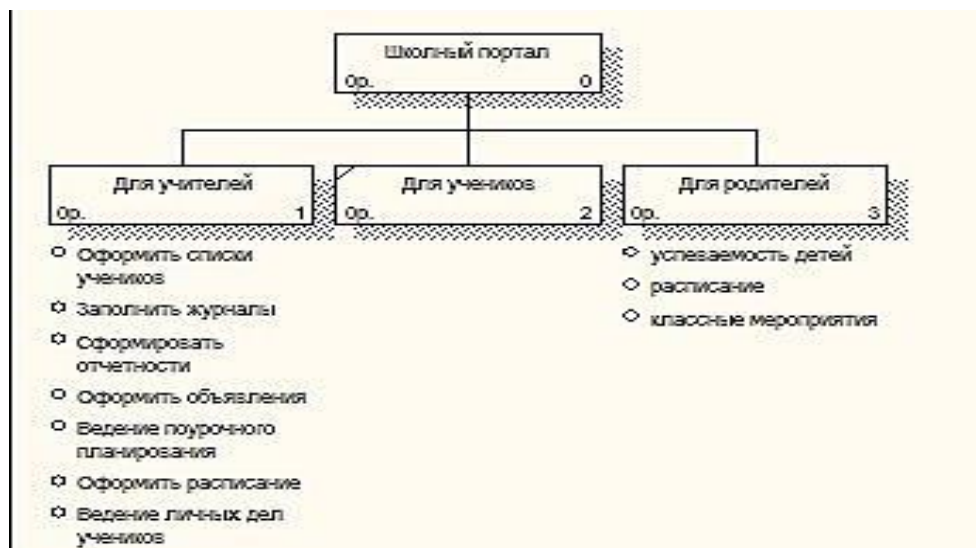 Школьный портал
0р. 0
Для учителей
0р. 1
Для учеников
0р. 2
Для родителей
0р. 3
Оформить списки
учеников
Заполнить журналы
Сформировать
отчетности
Оформить объявления
Ведение поурочного
планирования
Оформить расписание
Ведение личных дел
учеников
успеваемость детей
расписание
классные мероприятия